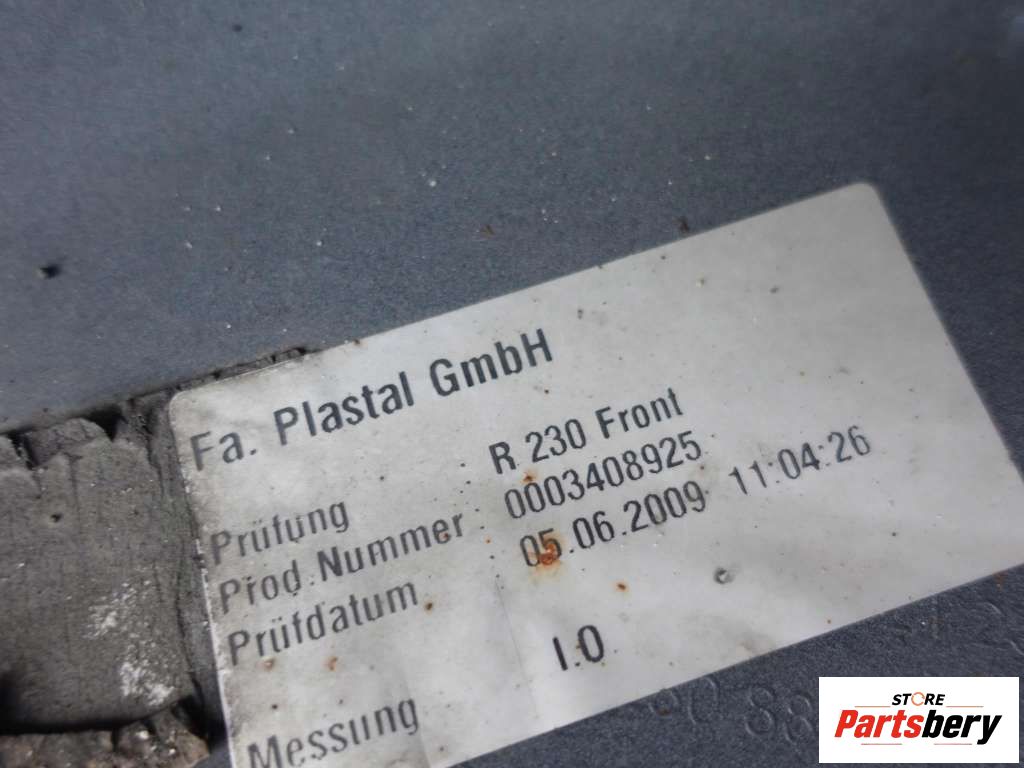 Fa. Plastal GmbH
Prüfung R 230 Front
Prod.Nummer 0003408925
Prüfdatum 05.06.2009 11:04:26
Messung I.O
STORE
Partsbery